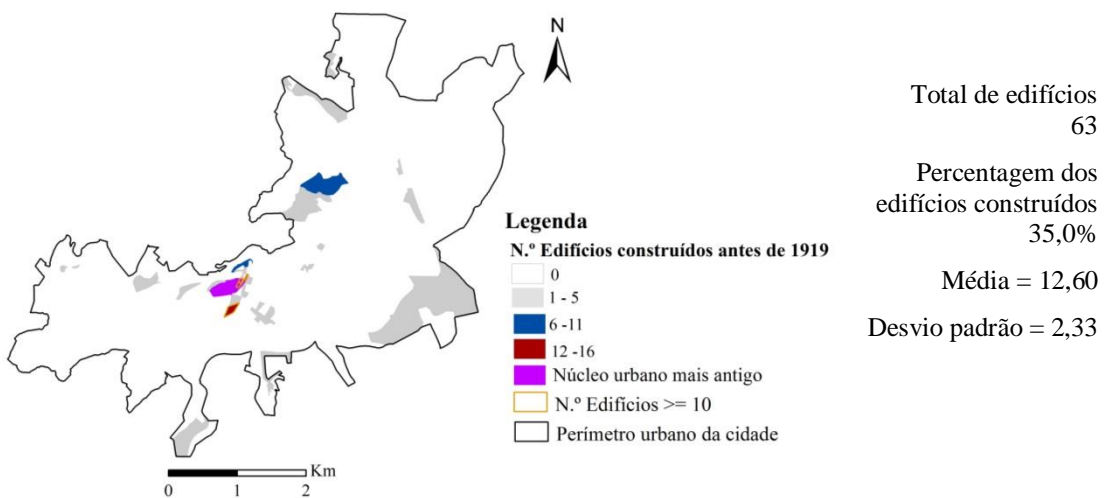 N
Total de edifícios
63
Percentagem dos
edifícios construídos
35,0%
Média = 12,60
Desvio padrão = 2,33
Legenda
N.º Edifícios construídos antes de 1919
0
1 - 5
6 -11
12 -16
Núcleo urbano mais antigo
N.º Edifícios >= 10
Perímetro urbano da cidade
Km
0 1 2